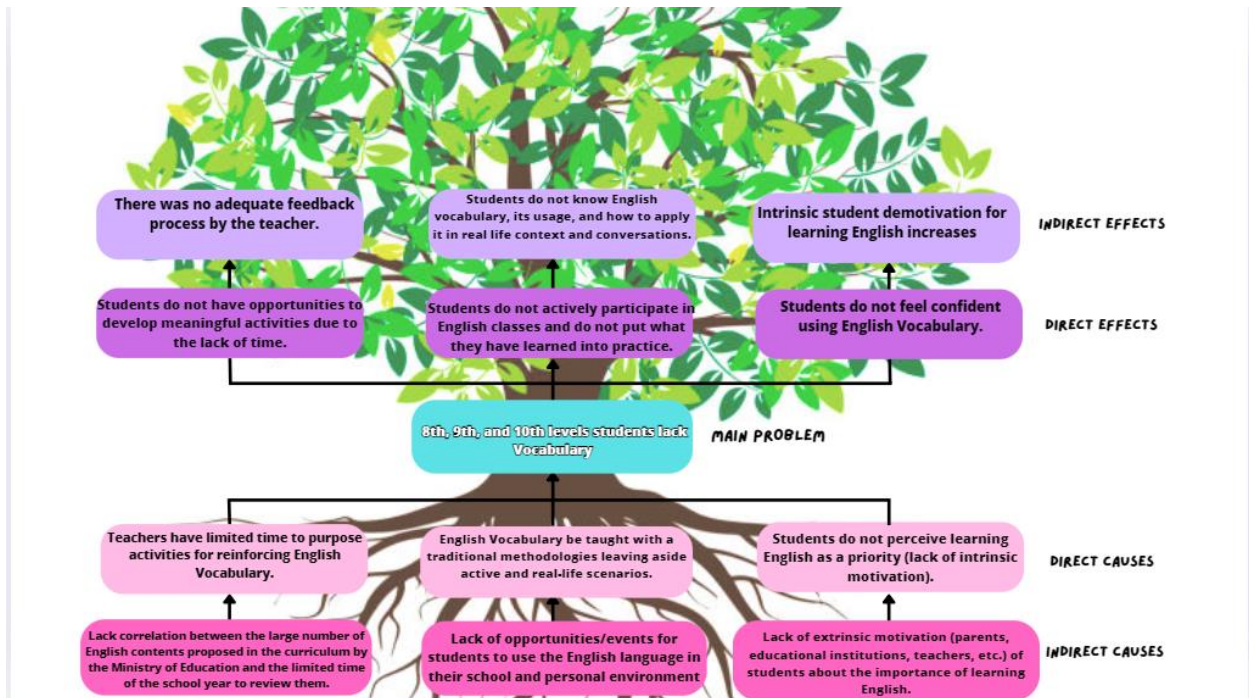 There was no adequate feedback
process by the teacher.
Students do not know English
vocabulary, its usage, and how to apply
it in real life context and conversations.
Intrinsic student demotivation for
learning English increases
INDIRECT EFFECTS
Students do not have opportunities to
develop meaningful activities due to
the lack of time.
Students do not actively participate in
English classes and do not put what
they have learned into practice.
Students do not feel confident
using English Vocabulary.
DIRECT EFFECTS
8th, 9th, and 10th levels students lack
Vocabulary
MAIN PROBLEM
Teachers have limited time to purpose
activities for reinforcing English
Vocabulary.
English Vocabulary be taught with a
traditional methodologies leaving aside
active and real-life scenarios.
Students do not perceive learning
English as a priority (lack of intrinsic
motivation).
DIRECT CAUSES
Lack correlation between the large number of
English contents proposed in the curriculum by
the Ministry of Education and the limited time
of the school year to review them.
Lack of opportunities/events for
students to use the English language in
their school and personal environment
Lack of extrinsic motivation (parents,
educational institutions, teachers, etc.) of
students about the importance of learning
English.
INDIRECT CAUSES